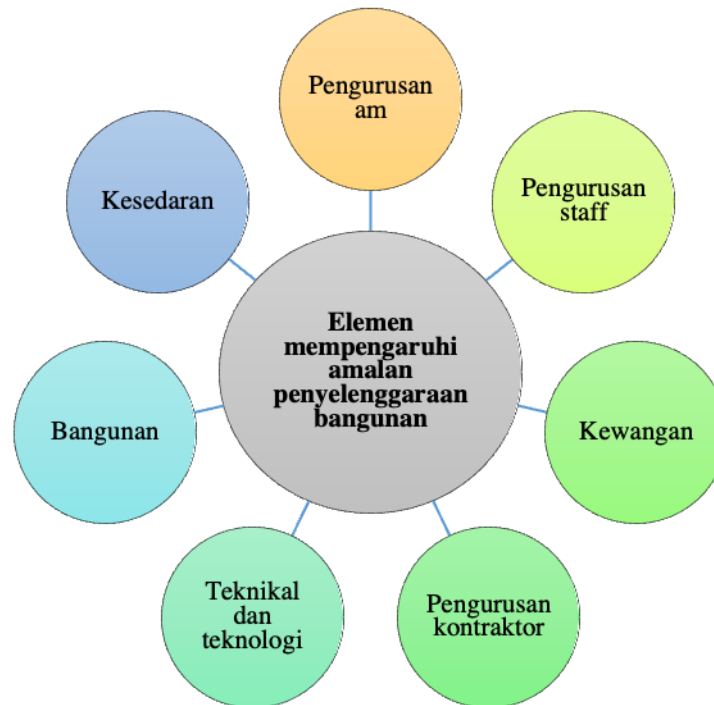 Pengurusan
am
Pengurusan
staff
Kewangan
Pengurusan
kontraktor
Teknikal
dan
teknologi
Bangunan
Kesedaran
Elemen
mempengaruhi
amalan
penyelenggaraan
bangunan